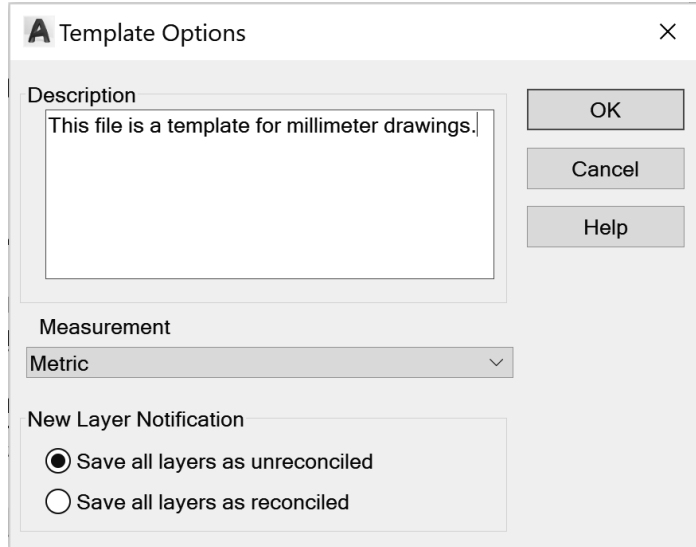 Template Options
Description
This file is a template for millimeter drawings.
OK
Cancel
Help
Measurement
Metric
New Layer Notification
Save all layers as unreconciled
Save all layers as reconciled